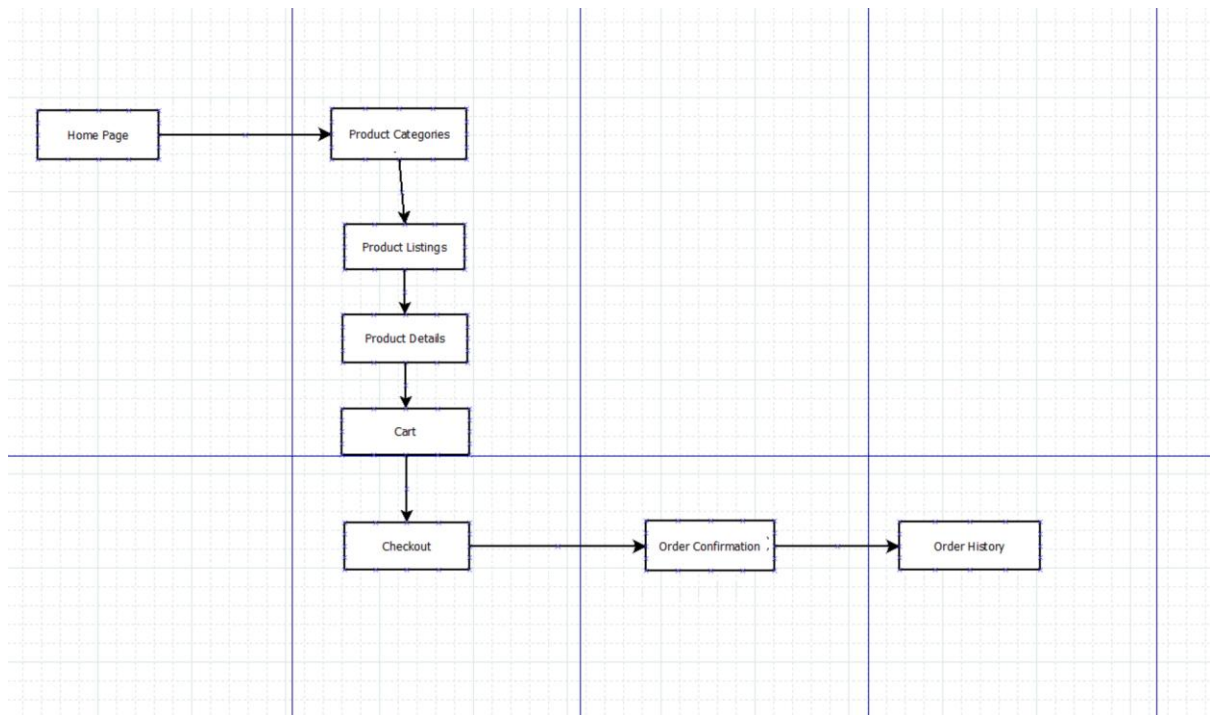 Home Page
Product Categories
Product Listings
Product Details
Cart
Checkout
Order Confirmation
Order History